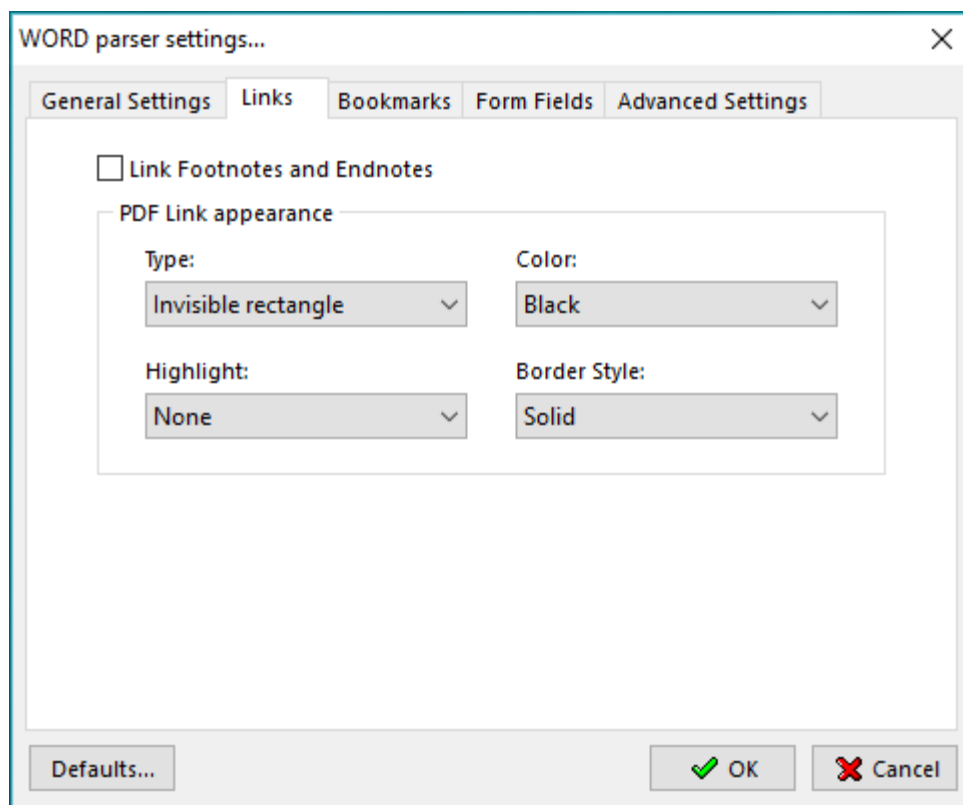 WORD parser settings...
General Settings Links Bookmarks Form Fields Advanced Settings
Link Footnotes and Endnotes
PDF Link appearance
Type: Color:
Invisible rectangle Black
Highlight: Border Style:
None Solid
Defaults... OK Cancel